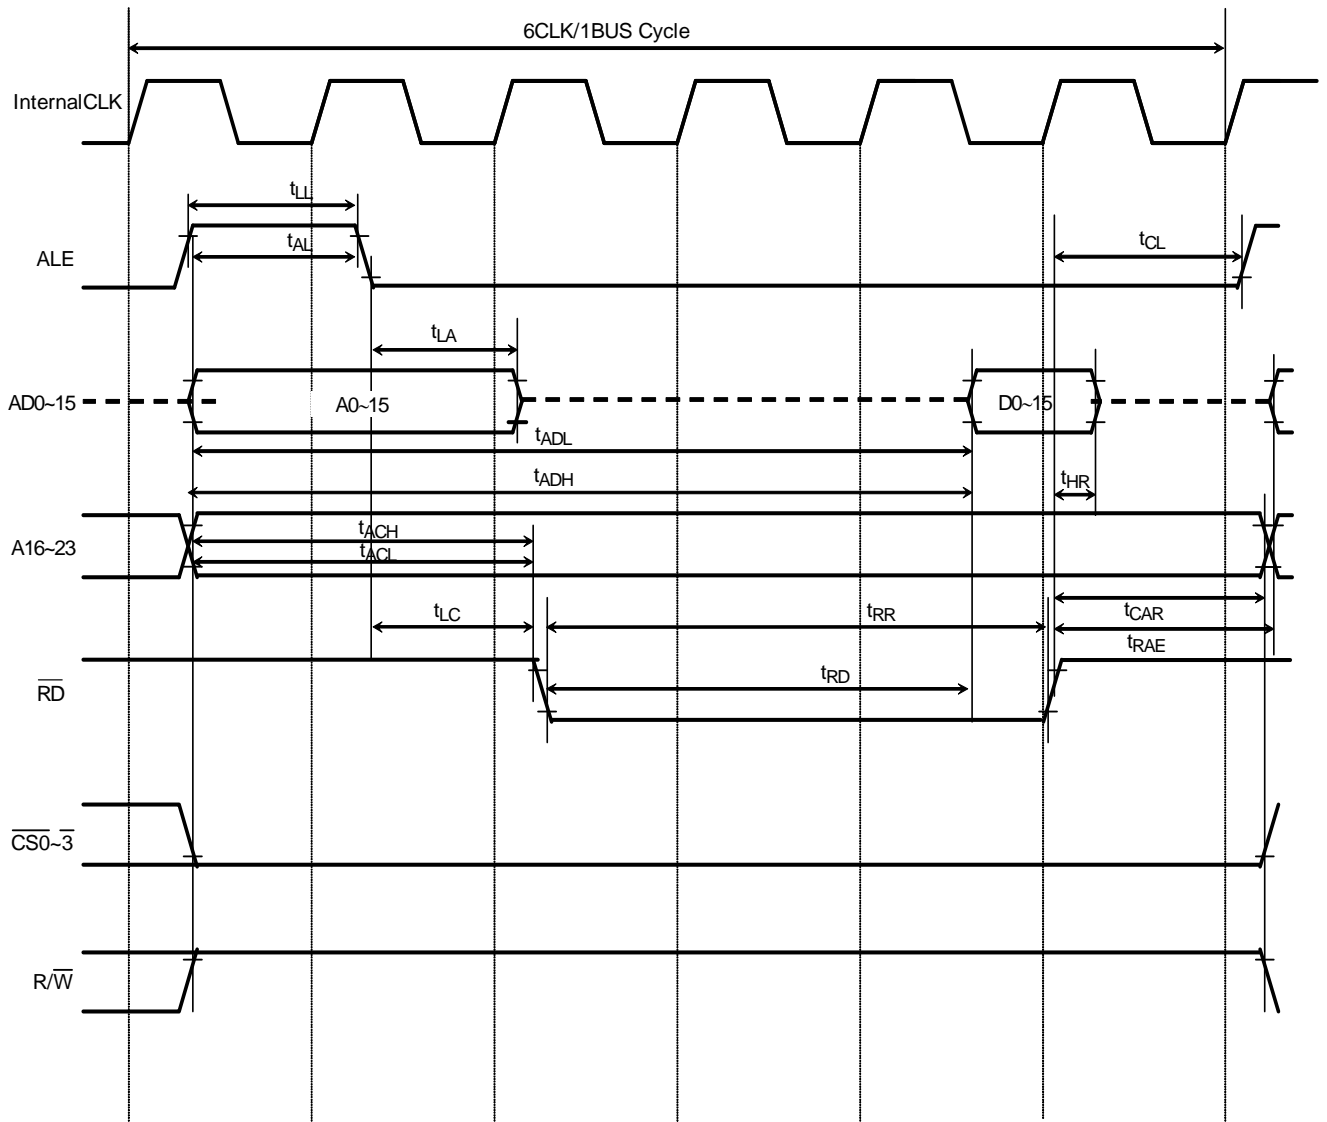 6CLK/1BUS Cycle
InternalCLK
tLL
ALE
tAL
tCL
tLA
AD0~15
A0~15
D0~15
tADL
tADH
tHR
tACH
A16~23
tACL
tLC
tRR
tCAR
tRAE
RD
tRD
CS0~3
R/W